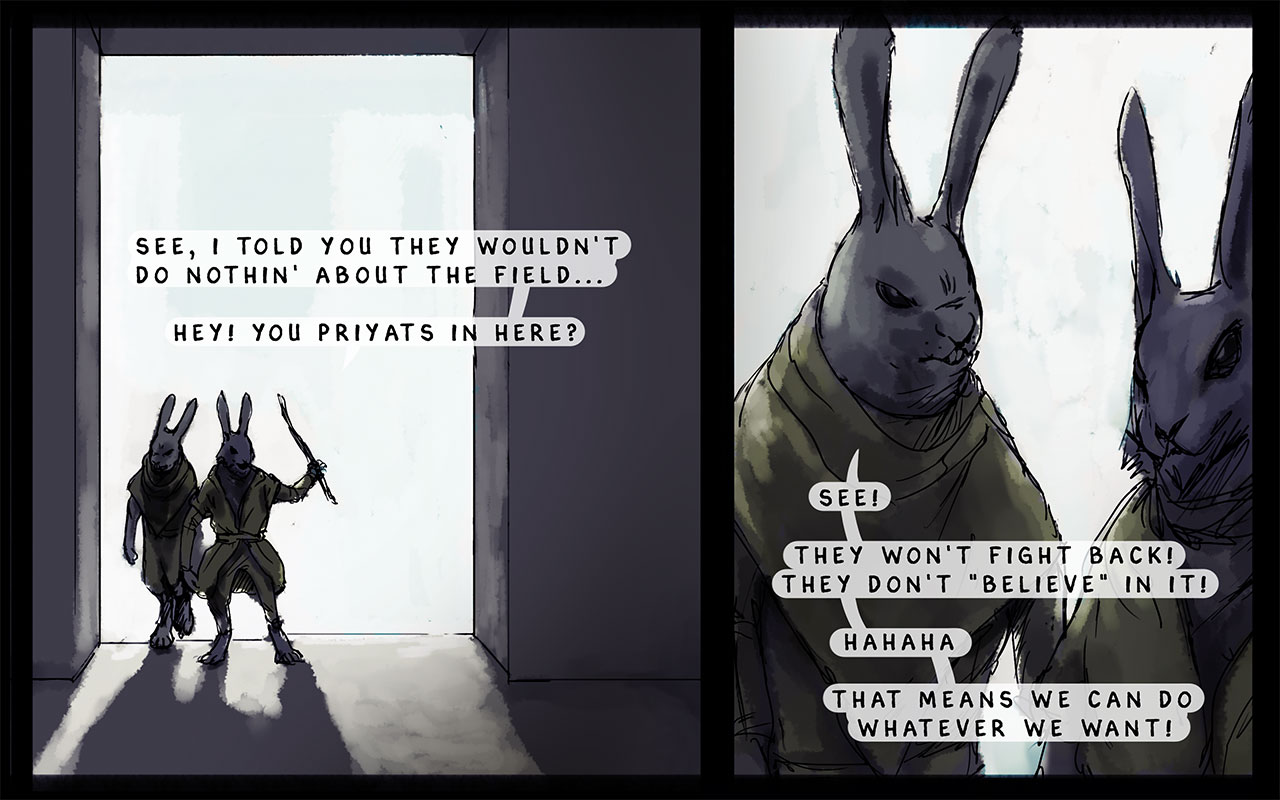 SEE, I TOLD YOU THEY WOULDN'T
DO NOTHIN' ABOUT THE FIELD...
HEY! YOU PRIYATS IN HERE?
SEE!
THEY WON'T FIGHT BACK!
THEY DON'T "BELIEVE" IN IT!
HAHAHA
THAT MEANS WE CAN DO
WHATEVER WE WANT!